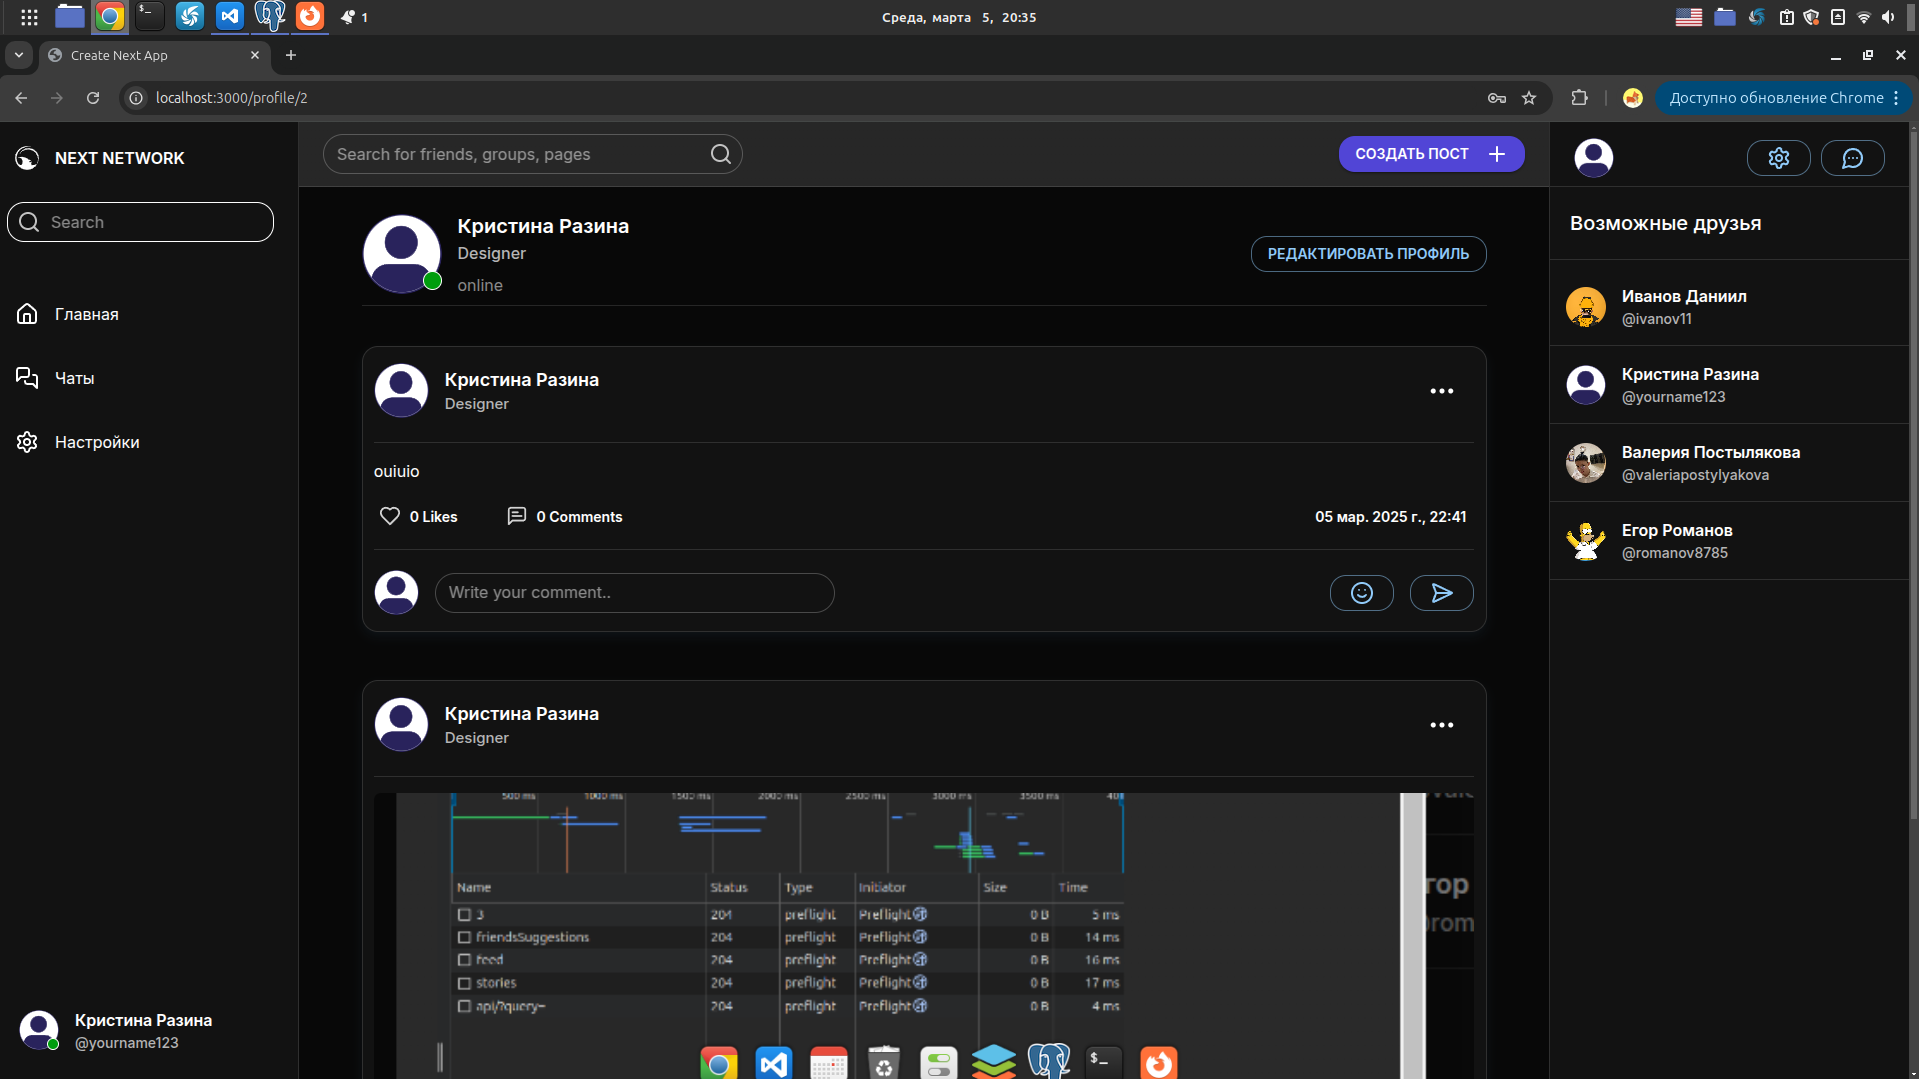 1
Среда, марта 5, 20:35
Create Next App
localhost:3000/profile/2
Доступно обновление Chrome
NEXT NETWORK
Search for friends, groups, pages
СОЗДАТЬ ПОСТ
Search
Главная
Чаты
Настройки
Кристина Разина
Designer
online
РЕДАКТИРОВАТЬ ПРОФИЛЬ
Кристина Разина
Designer
ouiuio
0 Likes
0 Comments
05 мар. 2025 г., 22:41
Write your comment..
Кристина Разина
Designer
500 ms 1000 ms 1500 ms 2000 ms 2500 ms 3000 ms 3500 ms
Name Status Type Initiator Size Time
3 204 preflight Preflight 0 B 5 ms
friendsSuggestions 204 preflight Preflight 0 B 14 ms
feed 204 preflight Preflight 0 B 16 ms
stories 204 preflight Preflight 0 B 17 ms
api/?query= 204 preflight Preflight 0 B 4 ms
Возможные друзья
Иванов Даниил
@ivanov11
Кристина Разина
@yourname123
Валерия Постылякова
@valeriapostylyakova
Егор Романов
@romanov8785
Кристина Разина
@yourname123